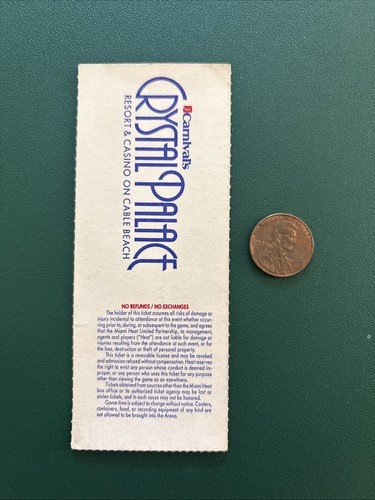 Carnival's
CRYSTAL PALACE
RESORT & CASINO ON CABLE BEACH
NO REFUNDS / NO EXCHANGES
The holder of this ticket assumes all risks of damage or
injury incidental to attendance at this event whether occur-
ring prior to, during, or subsequent to the game, and agrees
that the Miami Heat Limited Partnership, its management,
agents and players ("Heat") are not liable for damage or
injuries resulting from the attendance at such event, or for
the loss, destruction or theft of personal property.
This ticket is a revocable license and may be revoked
and admission refused without compensation. Heat reserves
the right to evict any person whose conduct is deemed im-
proper, or any person who uses this ticket for any purpose
other than viewing the game as an eyewitness.
Tickets obtained from sources other than the Miami Heat
box office or its authorized ticket agency may be lost or
stolen tickets, and in such cases may not be honored.
Game time is subject to change without notice. Coolers,
containers, food, or recording equipment of any kind are
not allowed to be brought into the Arena.